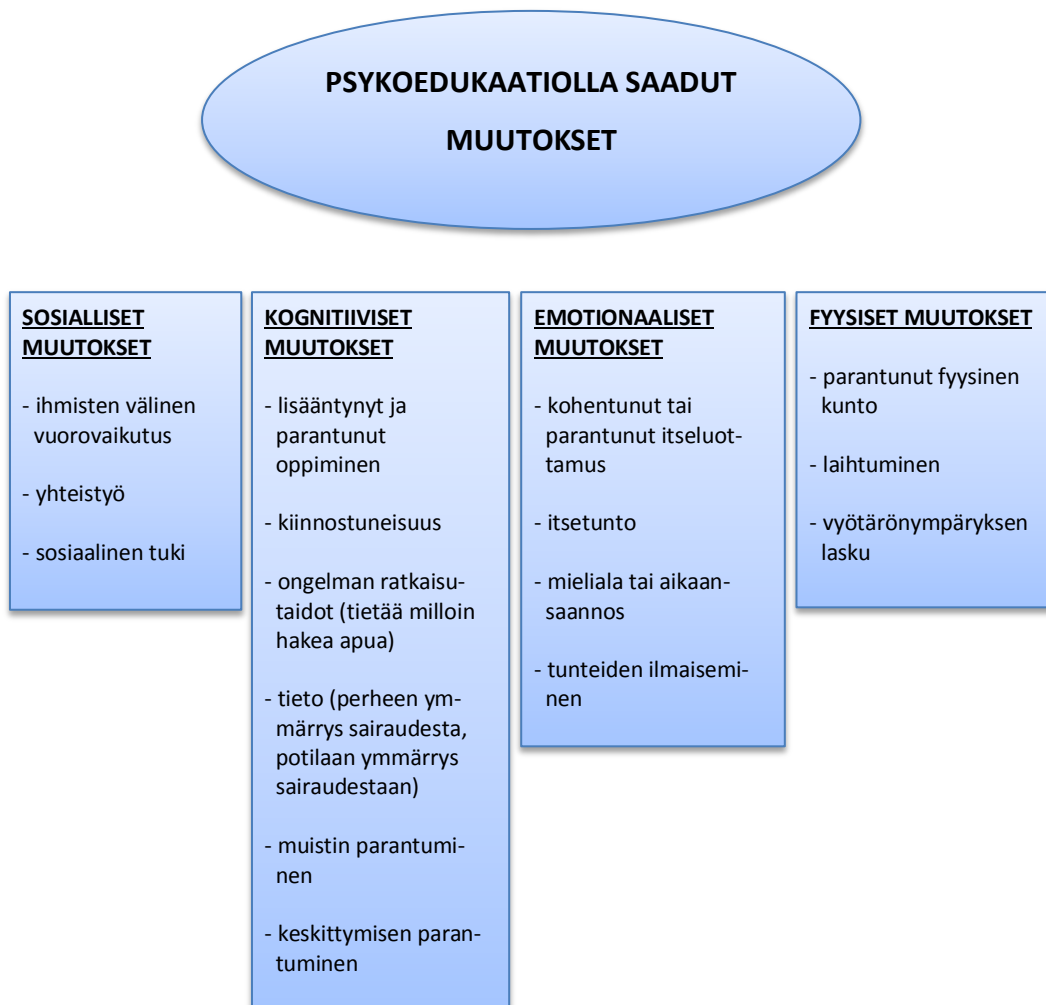 PSYKOEDUKAATIOLLA SAADUT
MUUTOKSET
SOSIALLISET
MUUTOKSET
- ihmisten välinen
vuorovaikutus
- yhteistyö
- sosiaalinen tuki
KOGNITIIVISET
MUUTOKSET
- lisääntynyt ja
parantunut
oppiminen
- kiinnostuneisuus
- ongelman ratkaisu-
taidot (tietää milloin
hakea apua)
- tieto (perheen ym-
märrys sairaudesta,
potilaan ymmärrys
sairaudestaan)
- muistin parantumi-
nen
- keskittymisen paran-
tuminen
EMOTIONAALISET
MUUTOKSET
- kohentunut tai
parantunut itseluot-
tamus
- itsetunto
- mieliala tai aikaan-
saannos
- tunteiden ilmaisemi-
nen
FYYSISET MUUTOKSET
- parantunut fyysinen
kunto
- laihtuminen
- vyötärönympäryksen
lasku